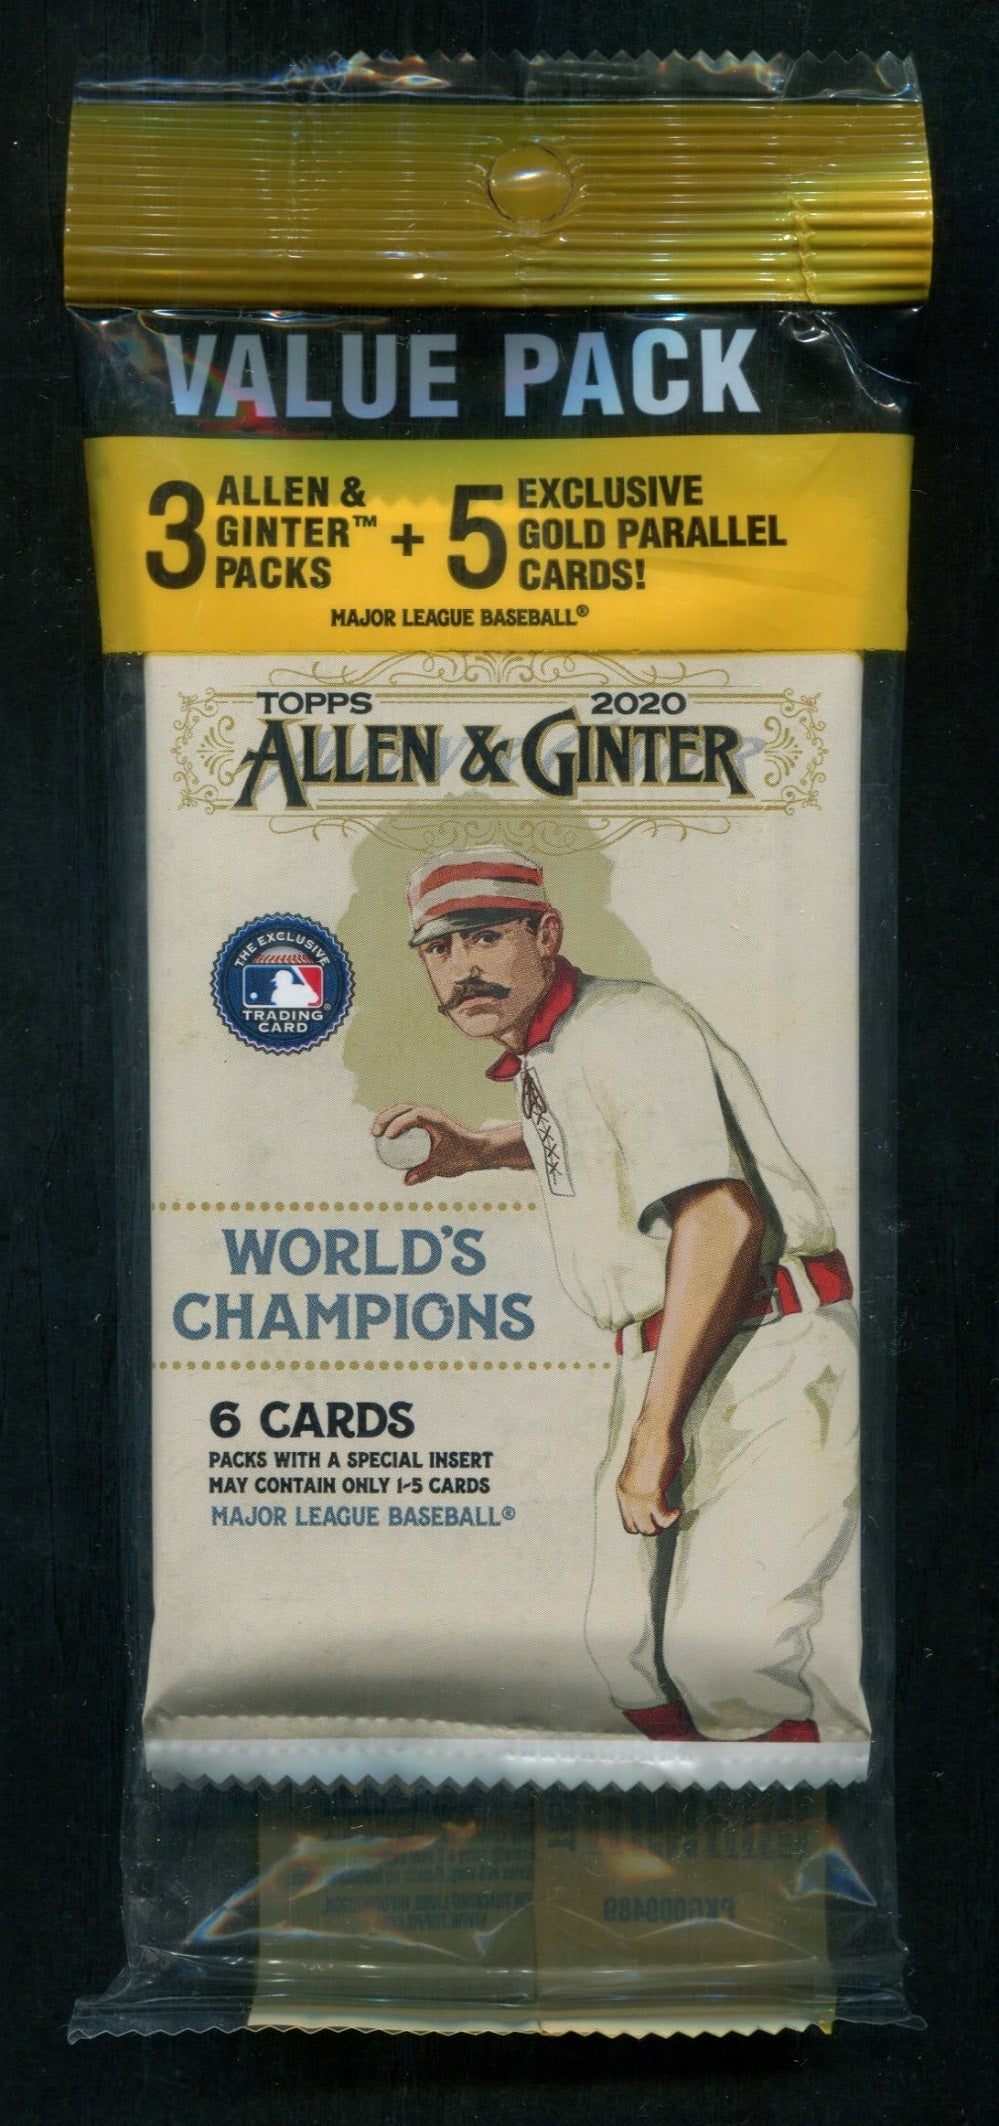 VALUE PACK
3 ALLEN & GINTER™ PACKS + 5 EXCLUSIVE GOLD PARALLEL CARDS!
MAJOR LEAGUE BASEBALL®
TOPPS 2020
ALLEN & GINTER
THE EXCLUSIVE
TRADING
CARD
WORLD'S
CHAMPIONS
6 CARDS
PACKS WITH A SPECIAL INSERT
MAY CONTAIN ONLY 1-5 CARDS
MAJOR LEAGUE BASEBALL®
PKG009489